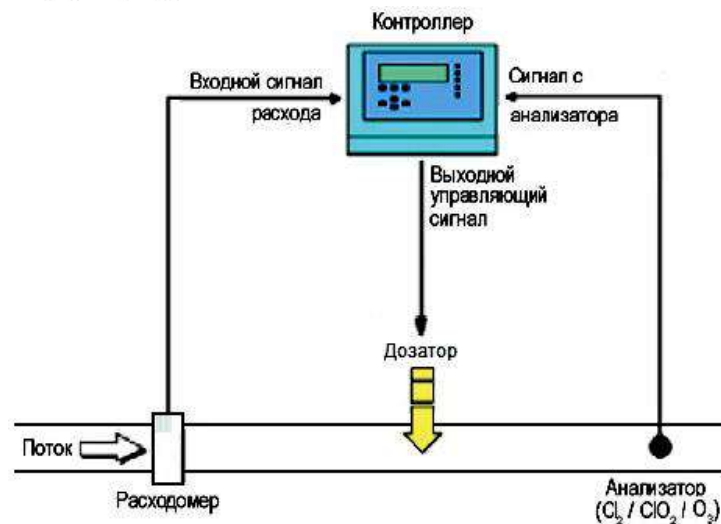 Контроллер
Входной сигнал
расхода
Сигнал с
анализатора
Выходной
управляющий
сигнал
Дозатор
Поток
Расходомер
Анализатор
(Cl₂ / ClO₂ / O₃)